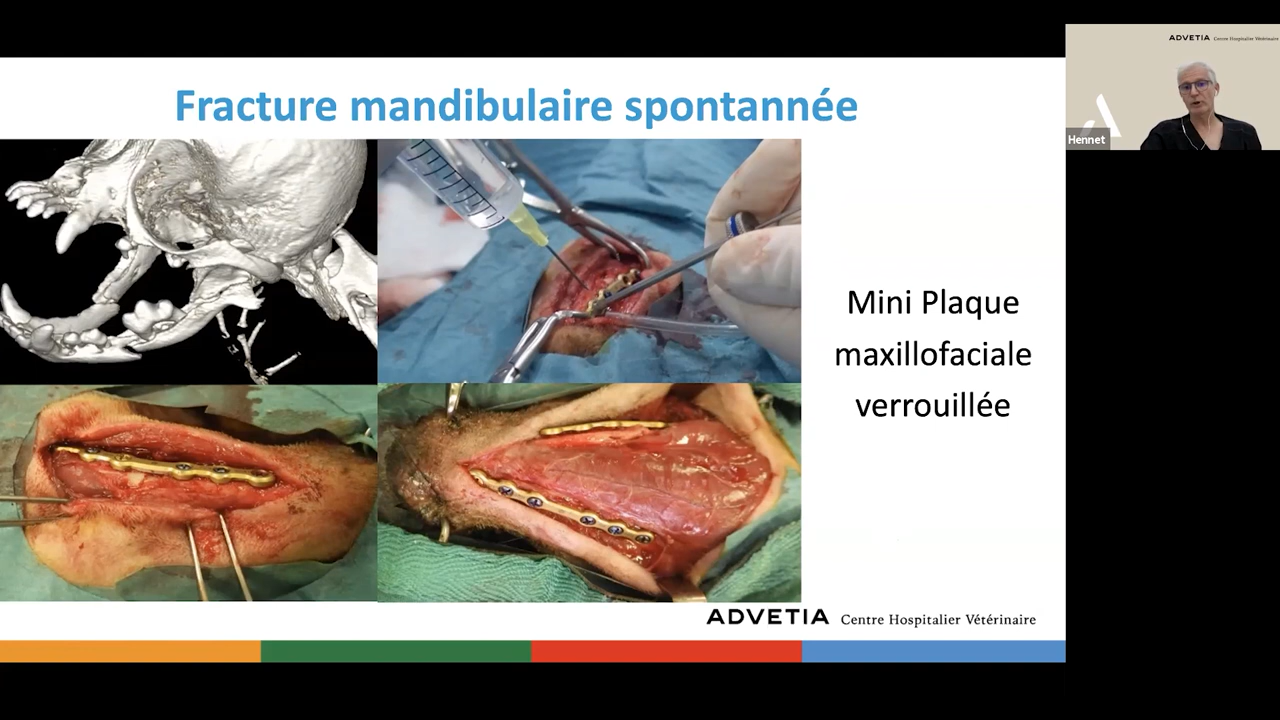 Fracture mandibulaire spontannée
ADVETIA Centre Hospitalier Vétérinaire
Hennet
Mini Plaque
maxillofaciale
verrouillée
ADVETIA Centre Hospitalier Vétérinaire